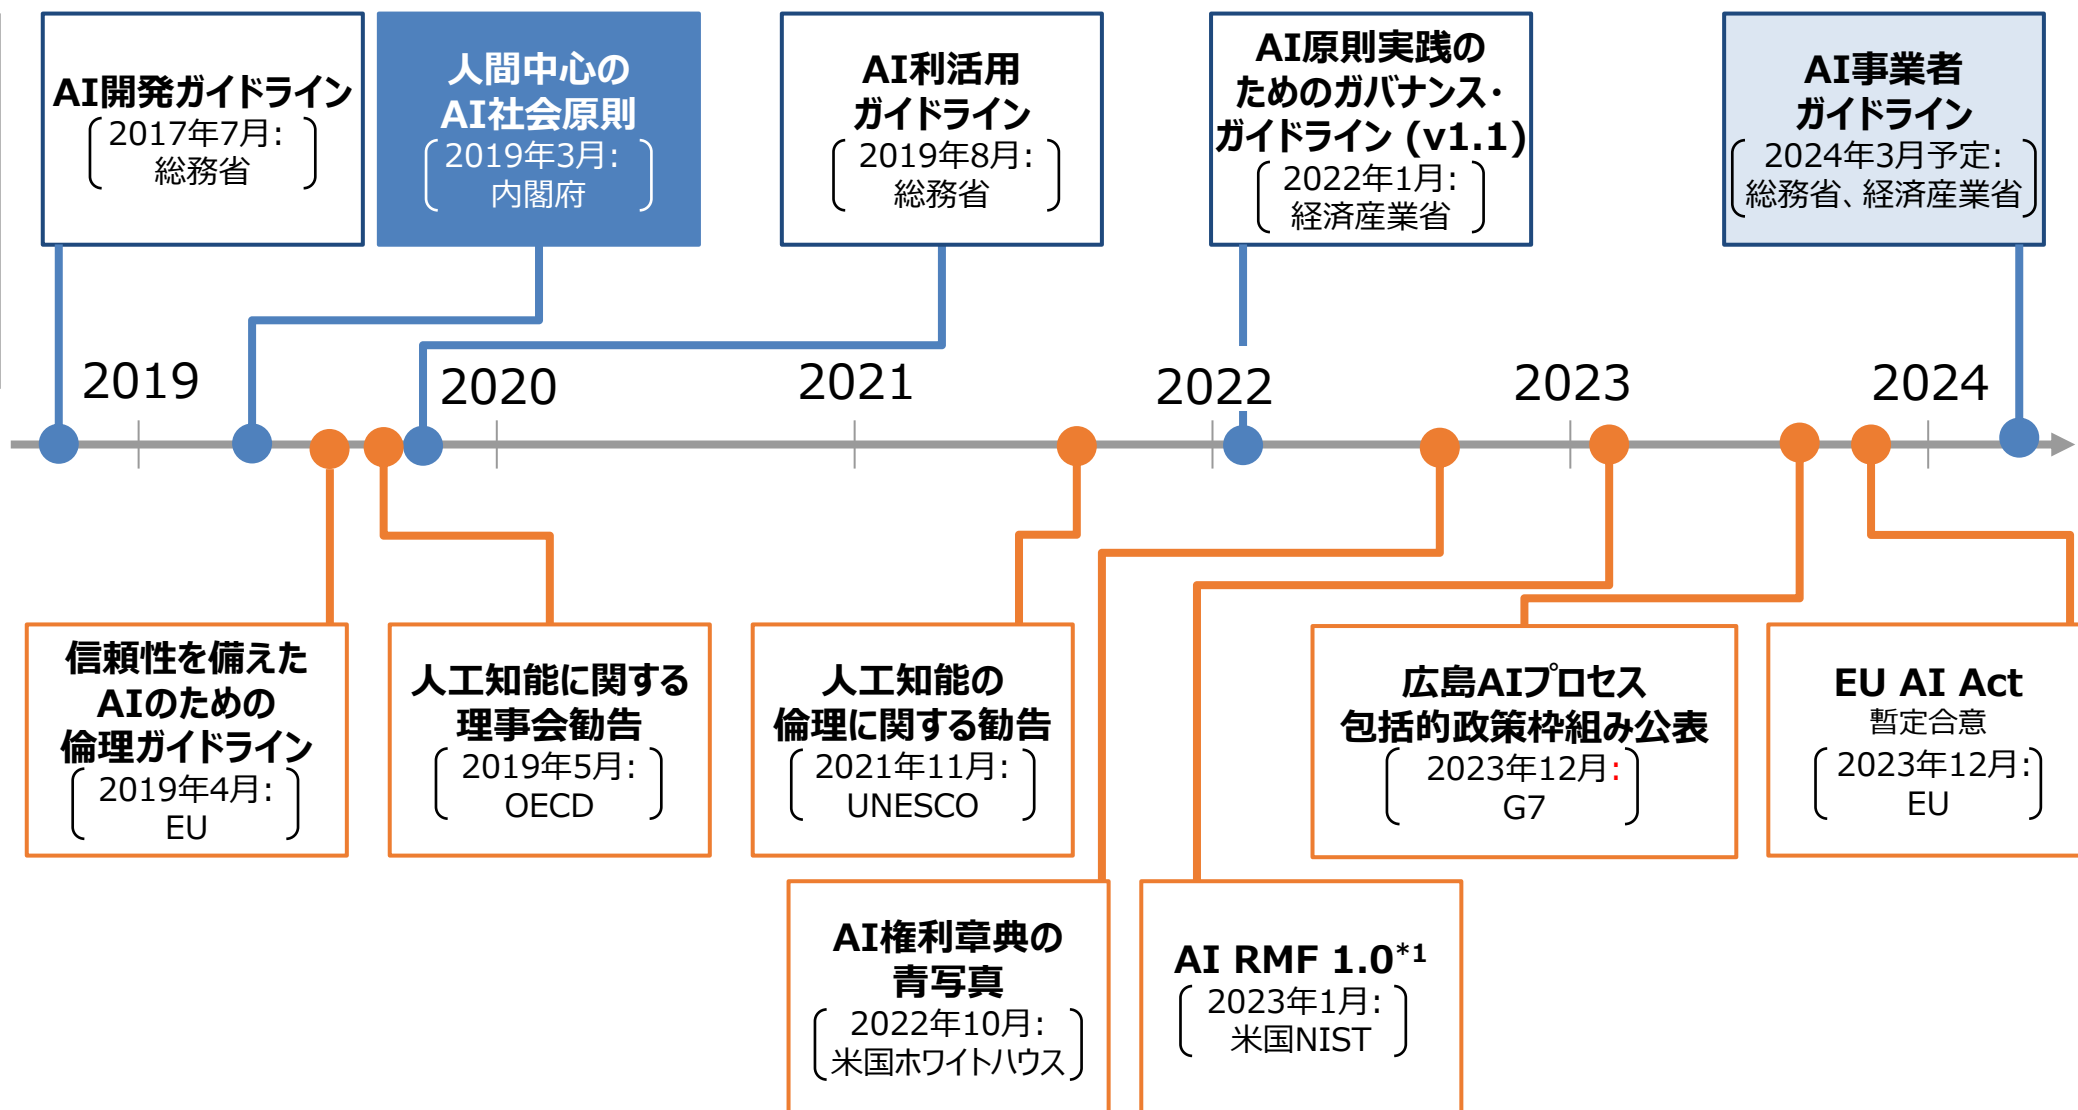 AI開発ガイドライン
2017年7月:
総務省
人間中心の
AI社会原則
2019年3月:
内閣府
AI利活用
ガイドライン
2019年8月:
総務省
AI原則実践の
ためのガバナンス・
ガイドライン (v1.1)
2022年1月:
経済産業省
AI事業者
ガイドライン
2024年3月予定:
総務省、経済産業省
2019
2020
2021
2022
2023
2024
信頼性を備えた
AIのための
倫理ガイドライン
2019年4月:
EU
人工知能に関する
理事会勧告
2019年5月:
OECD
人工知能の
倫理に関する勧告
2021年11月:
UNESCO
広島AIプロセス
包括的政策枠組み公表
2023年12月:
G7
EU AI Act
暫定合意
2023年12月:
EU
AI権利章典の
青写真
2022年10月:
米国ホワイトハウス
AI RMF 1.0*1
2023年1月:
米国NIST